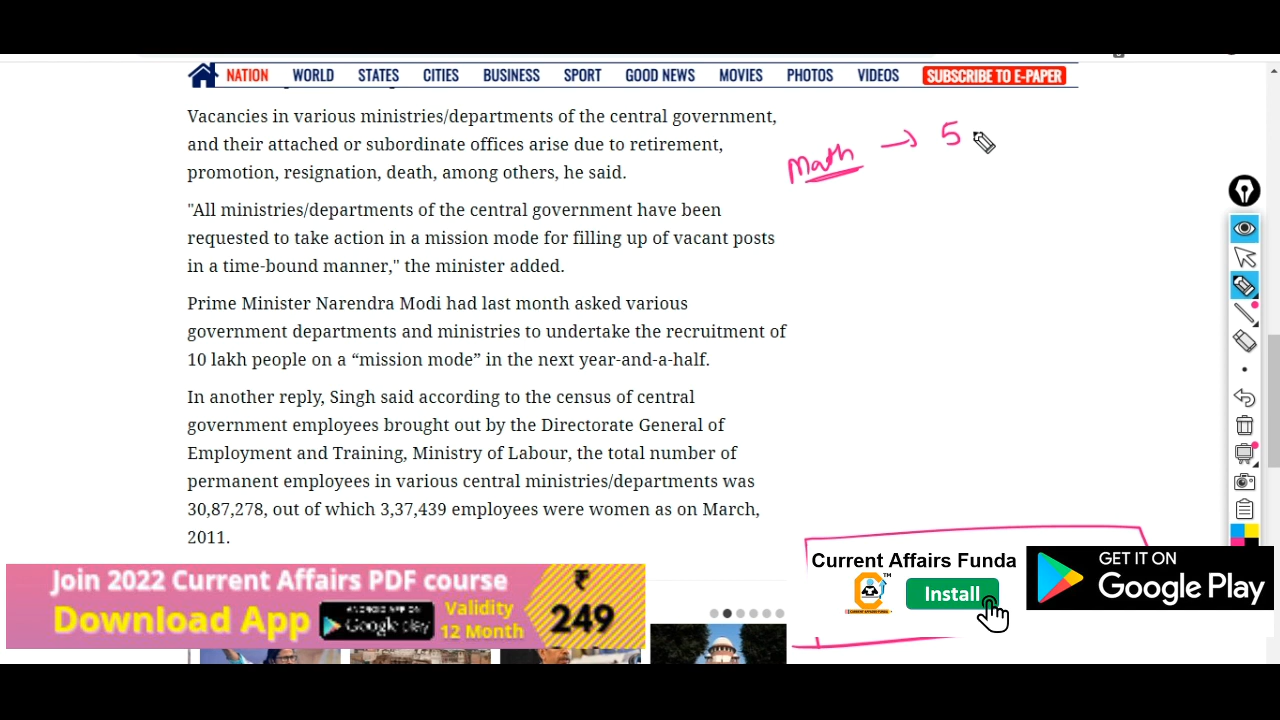 NATION WORLD STATES CITIES BUSINESS SPORT GOOD NEWS MOVIES PHOTOS VIDEOS SUBSCRIBE TO E-PAPER
Vacancies in various ministries/departments of the central government,
and their attached or subordinate offices arise due to retirement,
promotion, resignation, death, among others, he said.
Math → 5
"All ministries/departments of the central government have been
requested to take action in a mission mode for filling up of vacant posts
in a time-bound manner," the minister added.
Prime Minister Narendra Modi had last month asked various
government departments and ministries to undertake the recruitment of
10 lakh people on a “mission mode” in the next year-and-a-half.
In another reply, Singh said according to the census of central
government employees brought out by the Directorate General of
Employment and Training, Ministry of Labour, the total number of
permanent employees in various central ministries/departments was
30,87,278, out of which 3,37,439 employees were women as on March,
2011.
Join 2022 Current Affairs PDF course
Download App
ANDROID APP ON
Google play
Validity
12 Month
₹
249
Current Affairs Funda
TM
Install
GET IT ON
Google Play